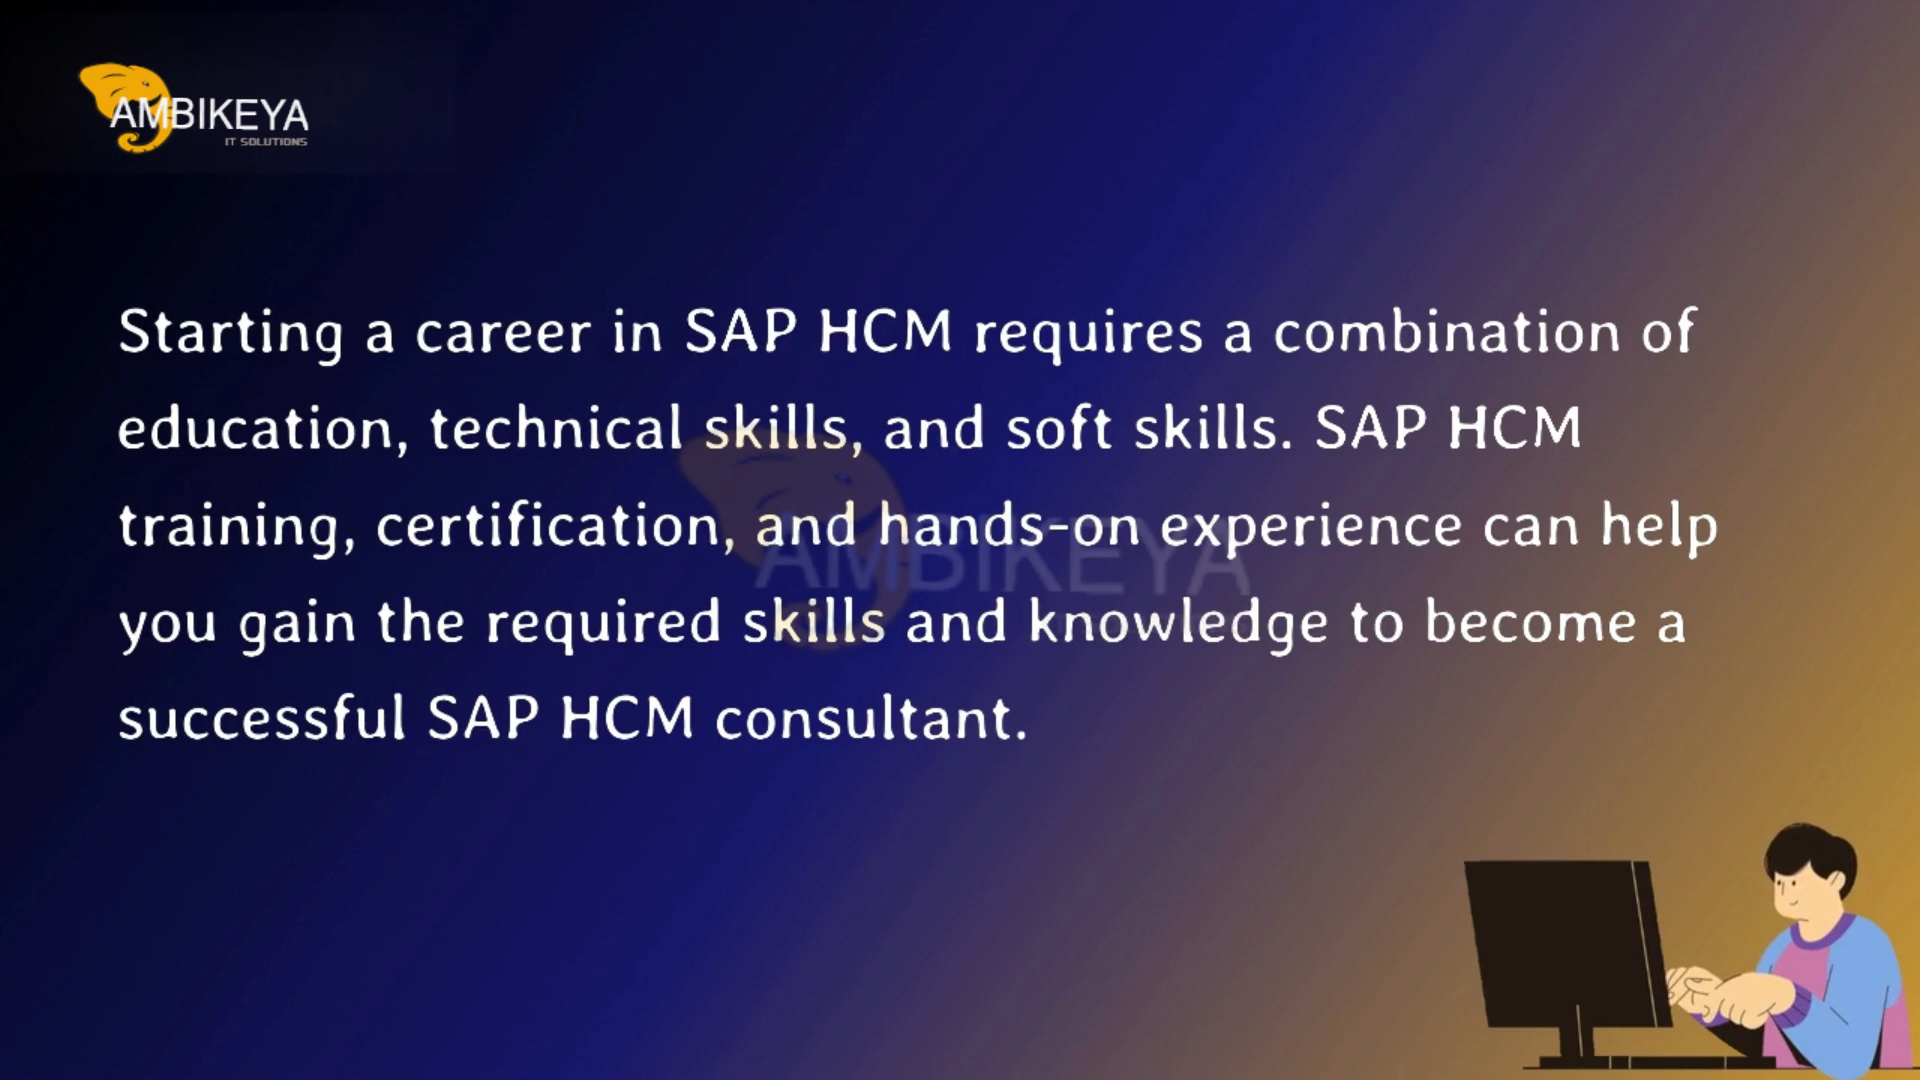 AMBIKEYA
IT SOLUTIONS
Starting a career in SAP HCM requires a combination of
education, technical skills, and soft skills. SAP HCM
training, certification, and hands-on experience can help
you gain the required skills and knowledge to become a
successful SAP HCM consultant.
AMBIKEYA